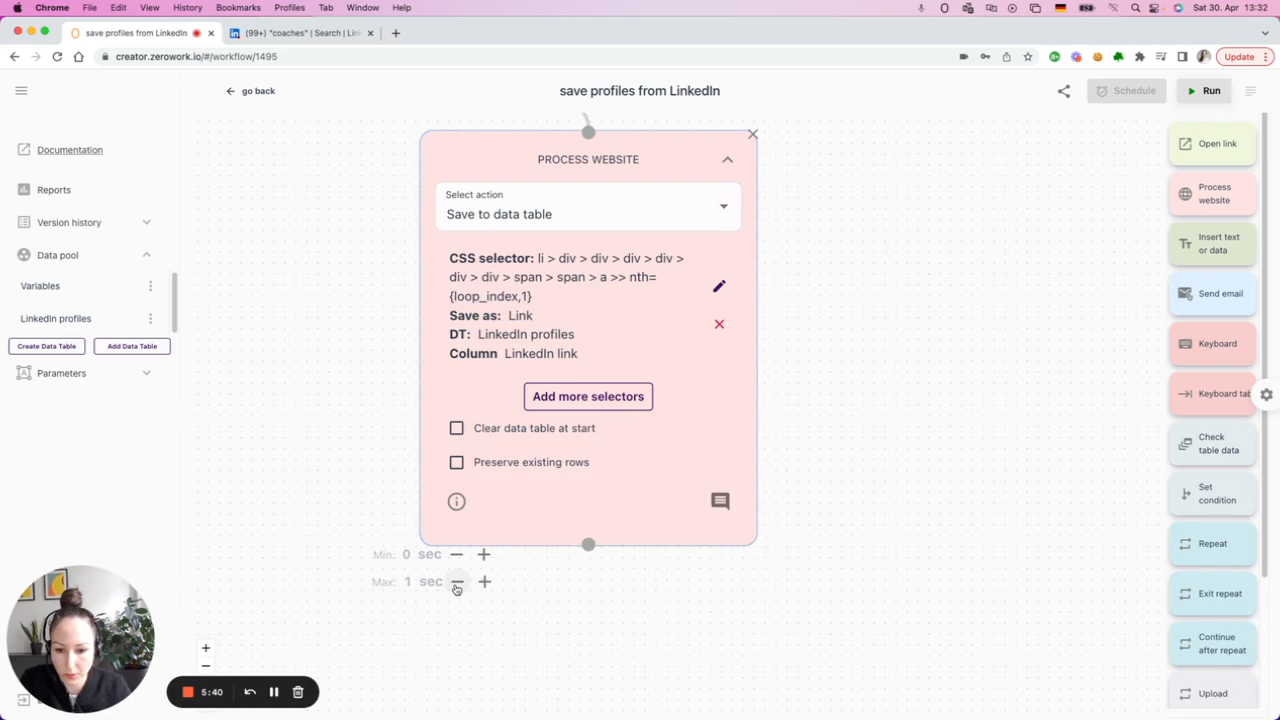 Chrome File Edit View History Bookmarks Profiles Tab Window Help Sat 30. Apr 13:32
save profiles from LinkedIn
(99+) "coaches" | Search | Lin
creator.zerowork.io/#/workflow/1495
Update
go back
save profiles from LinkedIn
Schedule
Run
Documentation
Reports
Version history
Data pool
Variables
LinkedIn profiles
Create Data Table
Add Data Table
Parameters
PROCESS WEBSITE
Select action
Save to data table
CSS selector: li > div > div > div > div >
div > div > span > span > a >> nth=
{loop_index,1}
Save as: Link
DT: LinkedIn profiles
Column LinkedIn link
Add more selectors
Clear data table at start
Preserve existing rows
Min: 0 sec
Max: 1 sec
Open link
Process
website
Insert text
or data
Send email
Keyboard
Keyboard tab
Check
table data
Set
condition
Repeat
Exit repeat
Continue
after repeat
Upload
5:40